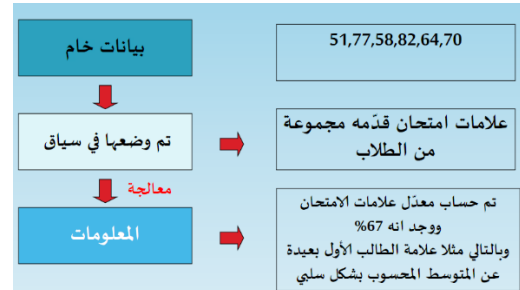 بيانات خام
51,77,58,82,64,70
تم وضعها في سياق
علامات امتحان قدّمه مجموعة
من الطلاب
معالجة
المعلومات
تم حساب معدّل علامات الامتحان
ووجد انه 67%
وبالتالي مثلا علامة الطالب الأول بعيدة
عن المتوسط المحسوب بشكل سلبي